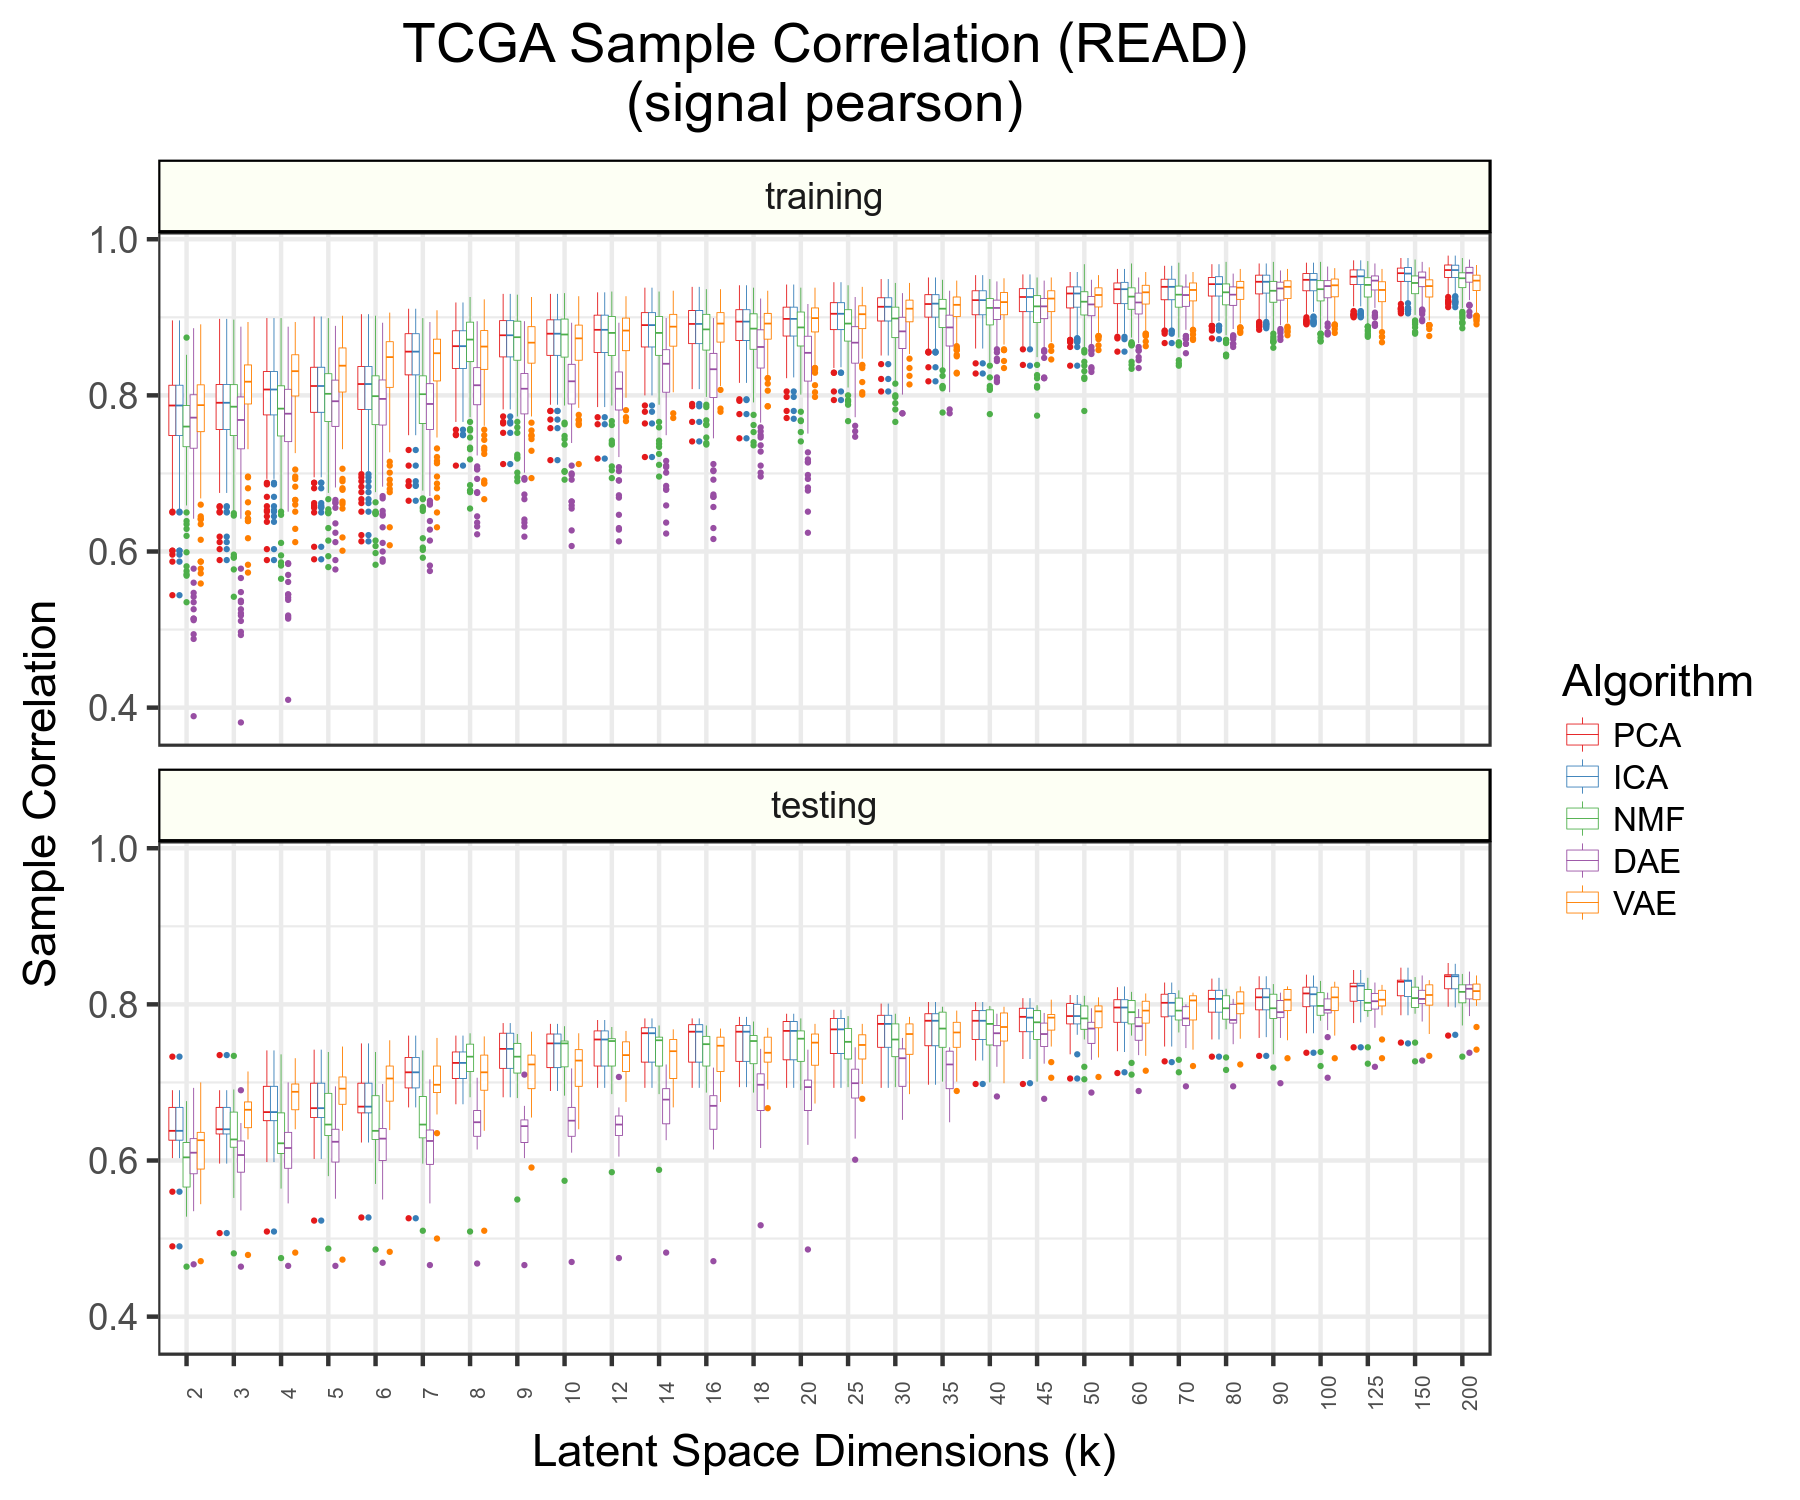 TCGA Sample Correlation (READ)
(signal pearson)
training
1.0
0.8
0.6
0.4
testing
1.0
0.8
0.6
0.4
Sample Correlation
2 3 4 5 6 7 8 9 10 12 14 16 18 20 25 30 35 40 45 50 60 70 80 90 100 125 150 200
Latent Space Dimensions (k)
Algorithm
PCA
ICA
NMF
DAE
VAE